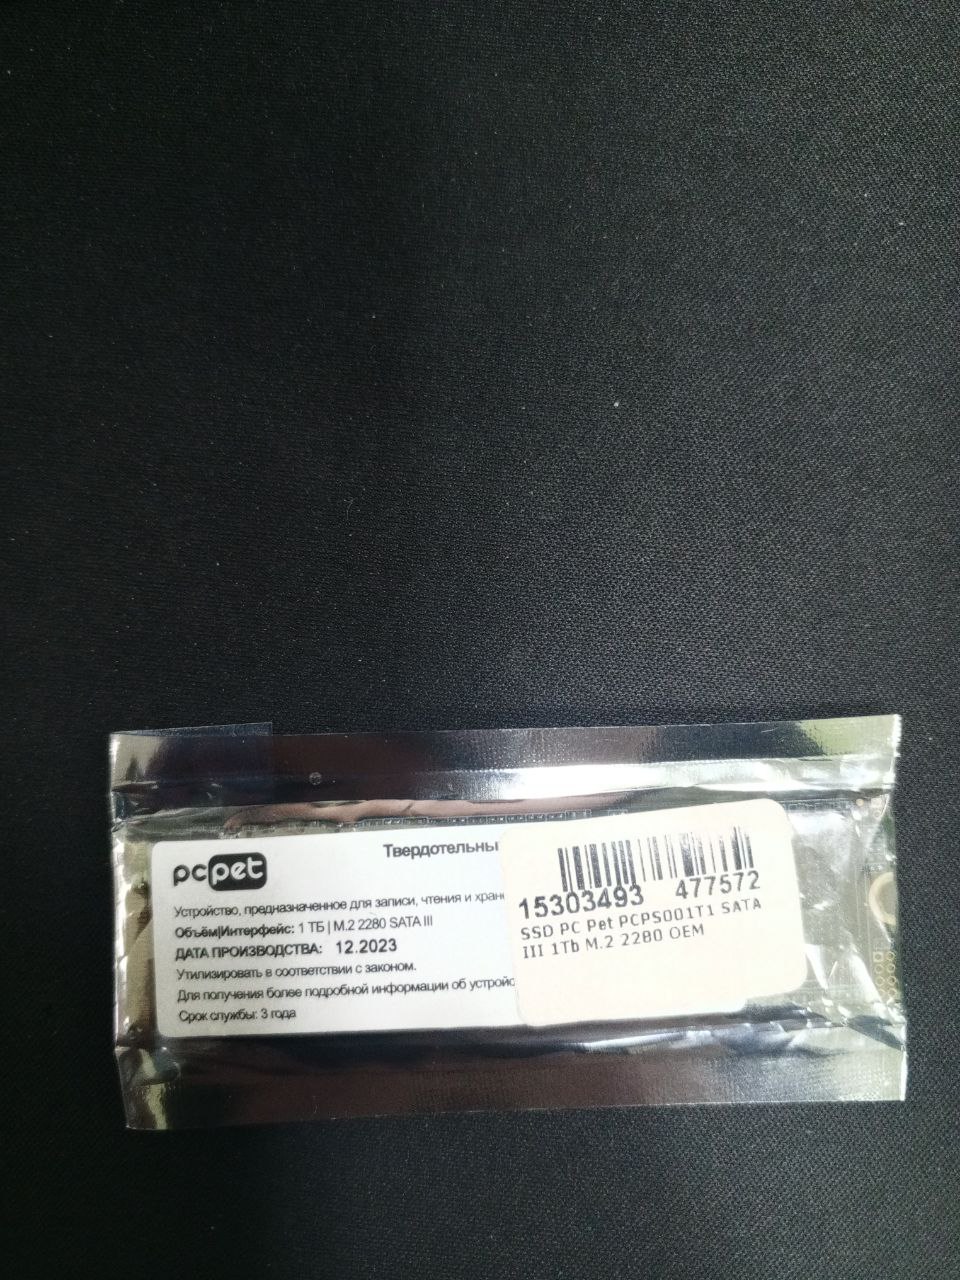 pcpet
Твердотельны
Устройство, предназначенное для записи, чтения и хран
Объём|Интерфейс: 1 ТБ | M.2 2280 SATA III
ДАТА ПРОИЗВОДСТВА: 12.2023
Утилизировать в соответствии с законом.
Для получения более подробной информации об устройс
Срок службы: 3 года
15303493 477572
SSD PC Pet PCPS001T1 SATA
III 1Tb M.2 2280 OEM